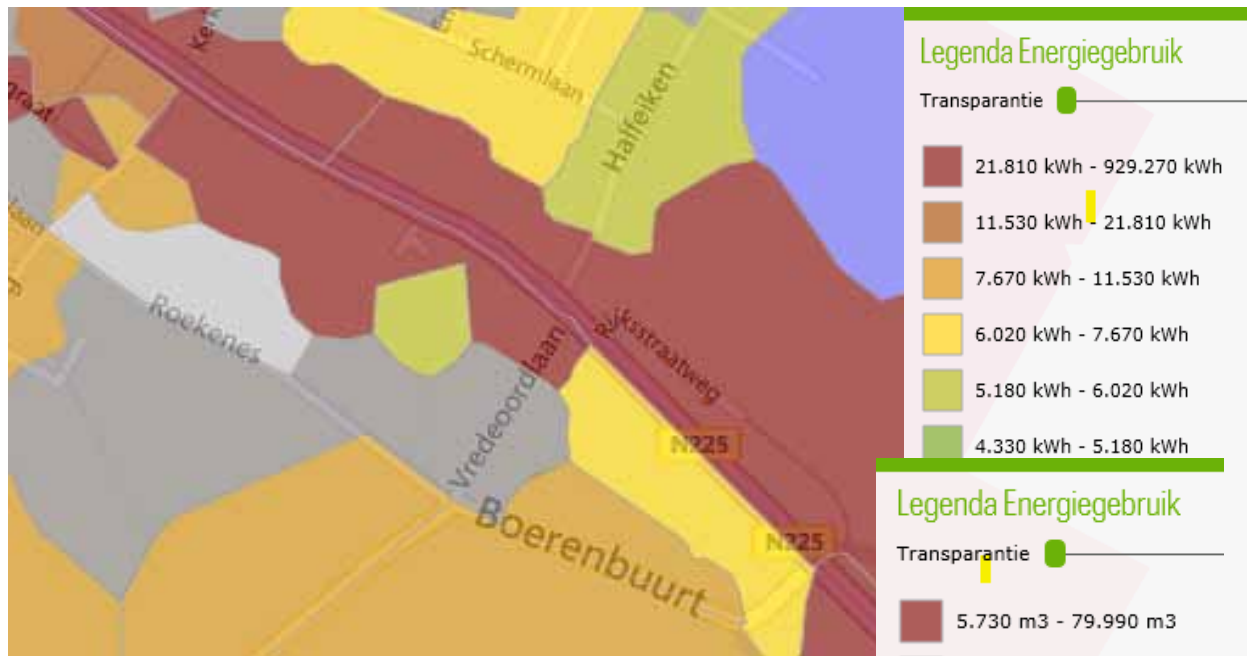 Schermlaan
Halfeiken
graat
laan
Roekenes
Vredeoordlaan
Rijksstraatweg
N225
N225
Boerenbuurt
Legenda Energiegebruik
Transparantie
21.810 kWh - 929.270 kWh
11.530 kWh - 21.810 kWh
7.670 kWh - 11.530 kWh
6.020 kWh - 7.670 kWh
5.180 kWh - 6.020 kWh
4.330 kWh - 5.180 kWh
Legenda Energiegebruik
Transparantie
5.730 m3 - 79.990 m3